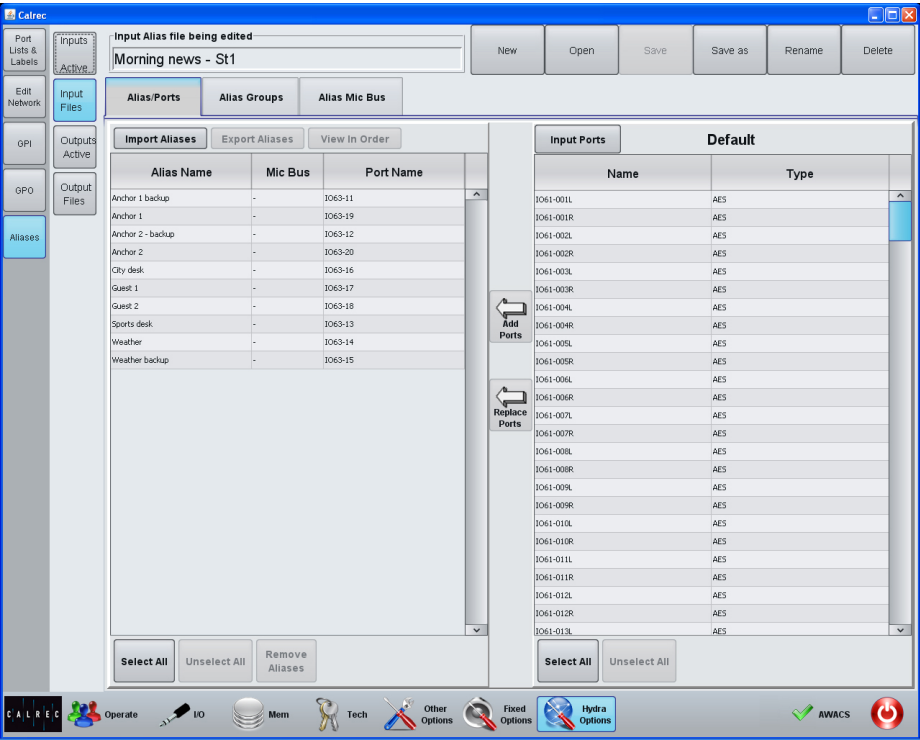 Calrec
Port Lists & Labels
Inputs Active
Input Alias file being edited
Morning news - St1
New
Open
Save
Save as
Rename
Delete
Edit Network
Input Files
Alias/Ports
Alias Groups
Alias Mic Bus
GPI
Outputs Active
GPO
Output Files
Aliases
Import Aliases
Export Aliases
View In Order
Input Ports
Default
Alias Name Mic Bus Port Name
Anchor 1 backup - IO63-11
Anchor 1 - IO63-19
Anchor 2 - backup - IO63-12
Anchor 2 - IO63-20
City desk - IO63-16
Guest 1 - IO63-17
Guest 2 - IO63-18
Sports desk - IO63-13
Weather - IO63-14
Weather backup - IO63-15
Add Ports
Replace Ports
Name Type
IO61-001L AES
IO61-001R AES
IO61-002L AES
IO61-002R AES
IO61-003L AES
IO61-003R AES
IO61-004L AES
IO61-004R AES
IO61-005L AES
IO61-005R AES
IO61-006L AES
IO61-006R AES
IO61-007L AES
IO61-007R AES
IO61-008L AES
IO61-008R AES
IO61-009L AES
IO61-009R AES
IO61-010L AES
IO61-010R AES
IO61-011L AES
IO61-011R AES
IO61-012L AES
IO61-012R AES
IO61-013L AES
Select All
Unselect All
Remove Aliases
Select All
Unselect All
CALREC
Operate
I/O
Mem
Tech
Other Options
Fixed Options
Hydra Options
AWACS